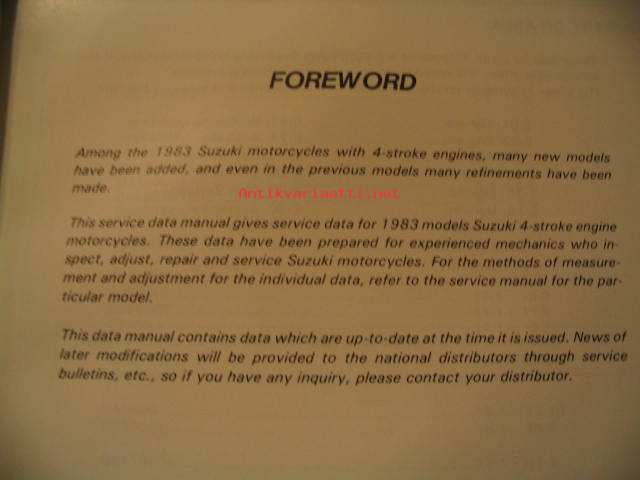 FOREWORD
Among the 1983 Suzuki motorcycles with 4-stroke engines, many new models
have been added, and even in the previous models many refinements have been
made.
Antikvariaatti.net
This service data manual gives service data for 1983 models Suzuki 4-stroke engine
motorcycles. These data have been prepared for experienced mechanics who in-
spect, adjust, repair and service Suzuki motorcycles. For the methods of measure-
ment and adjustment for the individual data, refer to the service manual for the par-
ticular model.
This data manual contains data which are up-to-date at the time it is issued. News of
later modifications will be provided to the national distributors through service
bulletins, etc., so if you have any inquiry, please contact your distributor.